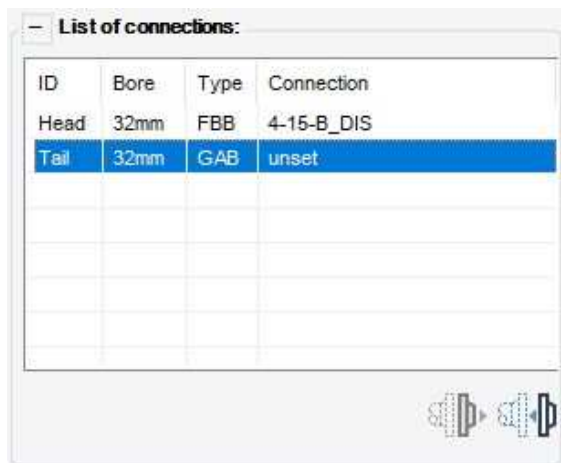 − List of connections:
ID Bore Type Connection
Head 32mm FBB 4-15-B_DIS
Tail 32mm GAB unset